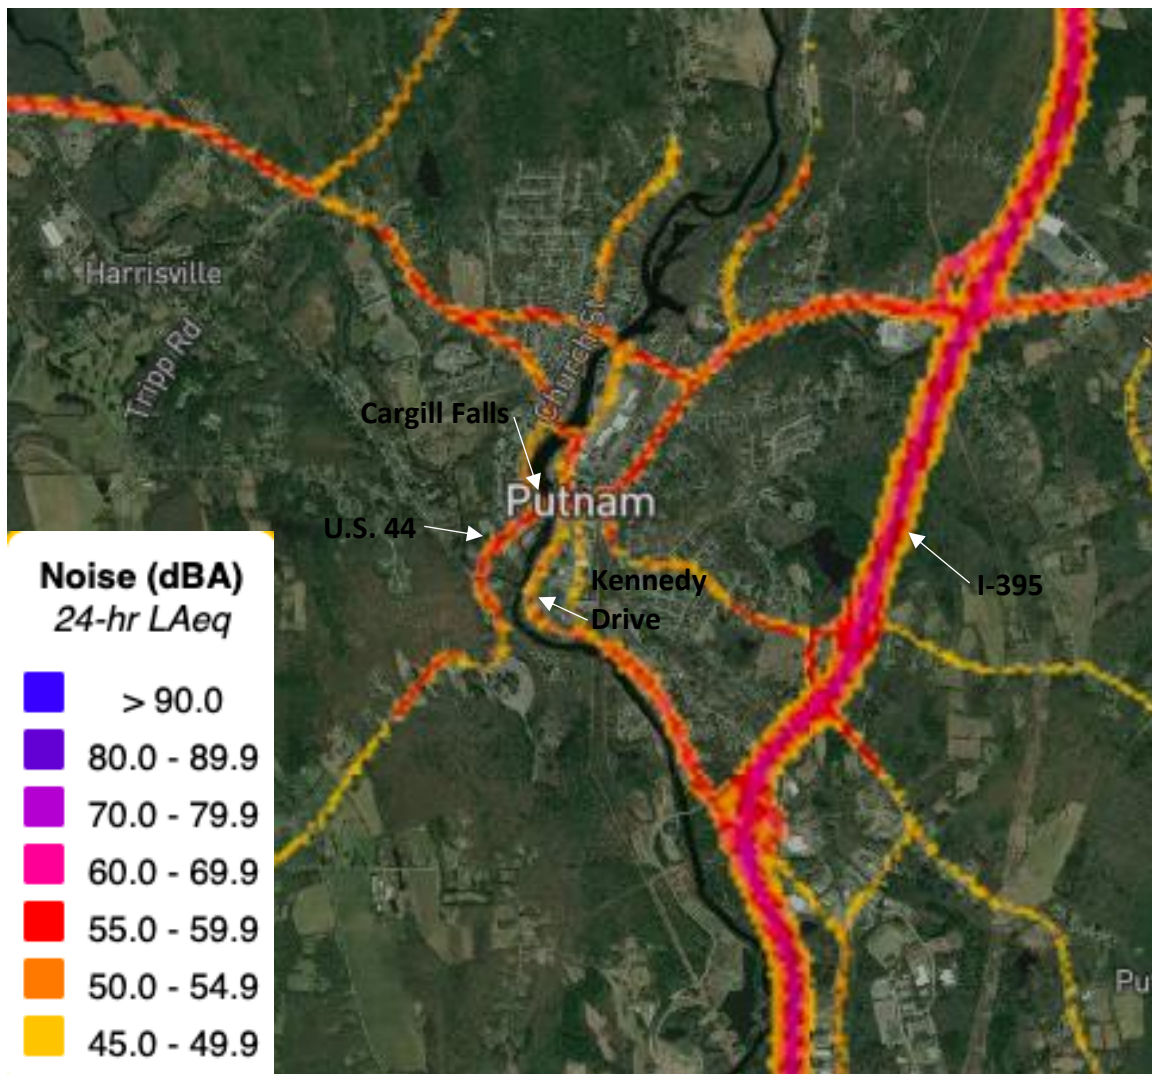 Harrisville
Tripp Rd
Church St
Cargill Falls
Putnam
U.S. 44
Kennedy
Drive
I-395
Noise (dBA)
24-hr LAeq
> 90.0
80.0 - 89.9
70.0 - 79.9
60.0 - 69.9
55.0 - 59.9
50.0 - 54.9
45.0 - 49.9
Pu